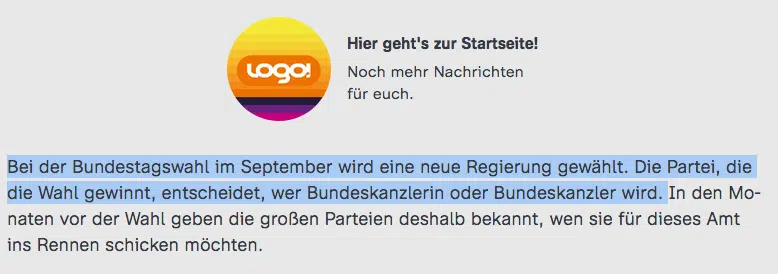 Hier geht's zur Startseite!
logo!
Noch mehr Nachrichten
für euch.
Bei der Bundestagswahl im September wird eine neue Regierung gewählt. Die Partei, die
die Wahl gewinnt, entscheidet, wer Bundeskanzlerin oder Bundeskanzler wird. In den Mo-
naten vor der Wahl geben die großen Parteien deshalb bekannt, wen sie für dieses Amt
ins Rennen schicken möchten.